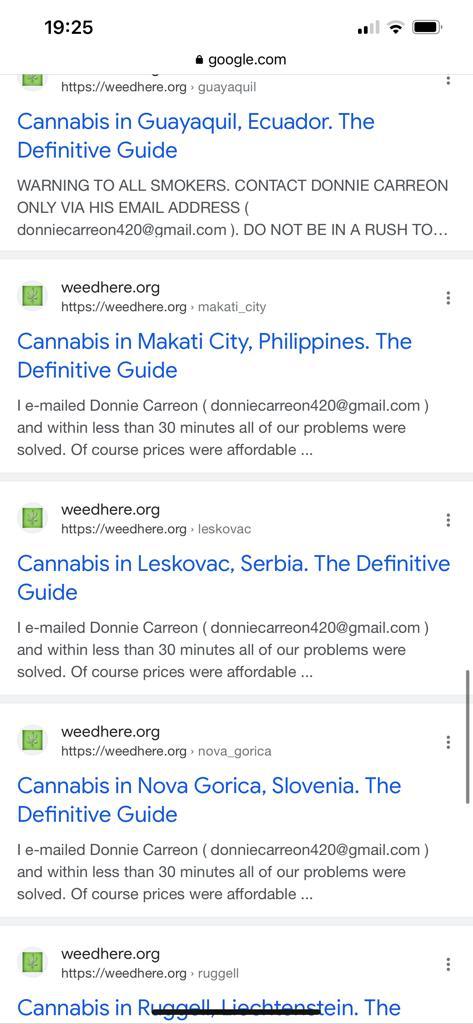 19:25
google.com
https://weedhere.org › guayaquil
Cannabis in Guayaquil, Ecuador. The
Definitive Guide
WARNING TO ALL SMOKERS. CONTACT DONNIE CARREON
ONLY VIA HIS EMAIL ADDRESS (
donniecarreon420@gmail.com ). DO NOT BE IN A RUSH TO...
weedhere.org
https://weedhere.org › makati_city
Cannabis in Makati City, Philippines. The
Definitive Guide
I e-mailed Donnie Carreon ( donniecarreon420@gmail.com )
and within less than 30 minutes all of our problems were
solved. Of course prices were affordable ...
weedhere.org
https://weedhere.org › leskovac
Cannabis in Leskovac, Serbia. The Definitive
Guide
I e-mailed Donnie Carreon ( donniecarreon420@gmail.com )
and within less than 30 minutes all of our problems were
solved. Of course prices were affordable ...
weedhere.org
https://weedhere.org › nova_gorica
Cannabis in Nova Gorica, Slovenia. The
Definitive Guide
I e-mailed Donnie Carreon ( donniecarreon420@gmail.com )
and within less than 30 minutes all of our problems were
solved. Of course prices were affordable ...
weedhere.org
https://weedhere.org › ruggell
Cannabis in Ruggell, Liechtenstein. The